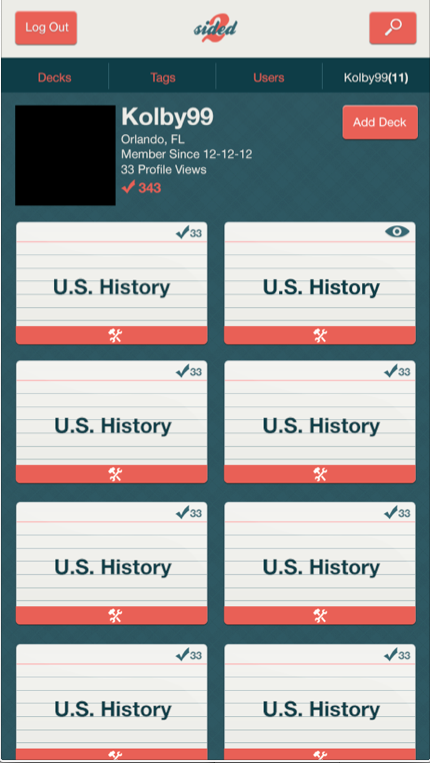 Log Out
2
sided
Decks Tags Users Kolby99(11)
Kolby99
Orlando, FL
Member Since 12-12-12
33 Profile Views
343
Add Deck
33
U.S. History
U.S. History
33
U.S. History
33
U.S. History
33
U.S. History
33
U.S. History
33
U.S. History
33
U.S. History